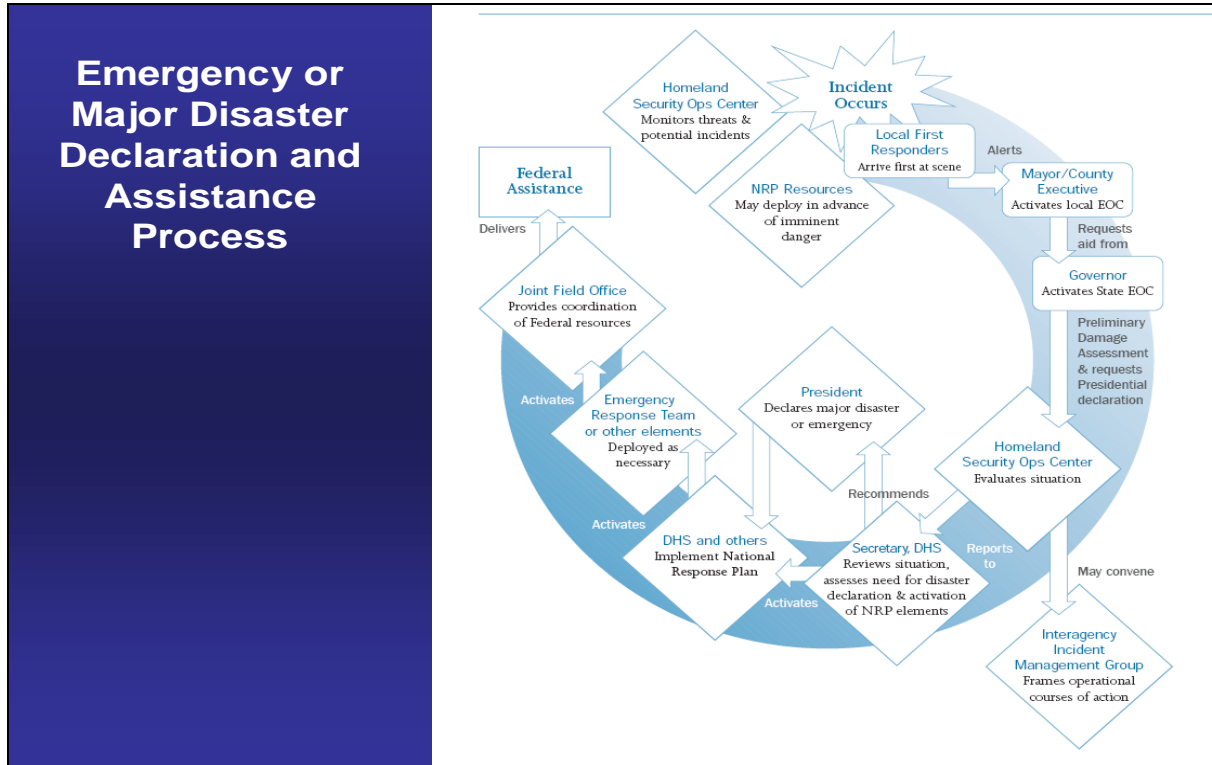 Emergency or
Major Disaster
Declaration and
Assistance
Process
Incident
Occurs
Homeland
Security Ops Center
Monitors threats &
potential incidents
Local First
Responders
Arrive first at scene
Alerts
Mayor/County
Executive
Activates local EOC
NRP Resources
May deploy in advance
of imminent
danger
Requests
aid from
Governor
Activates State EOC
Preliminary
Damage
Assessment
& requests
Presidential
declaration
Homeland
Security Ops Center
Evaluates situation
May convene
Interagency
Incident
Management Group
Frames operational
courses of action
Reports
to
Secretary, DHS
Reviews situation,
assesses need for disaster
declaration & activation
of NRP elements
Recommends
President
Declares major disaster
or emergency
Activates
DHS and others
Implement National
Response Plan
Activates
Emergency
Response Team
or other elements
Deployed as
necessary
Activates
Joint Field Office
Provides coordination
of Federal resources
Delivers
Federal
Assistance